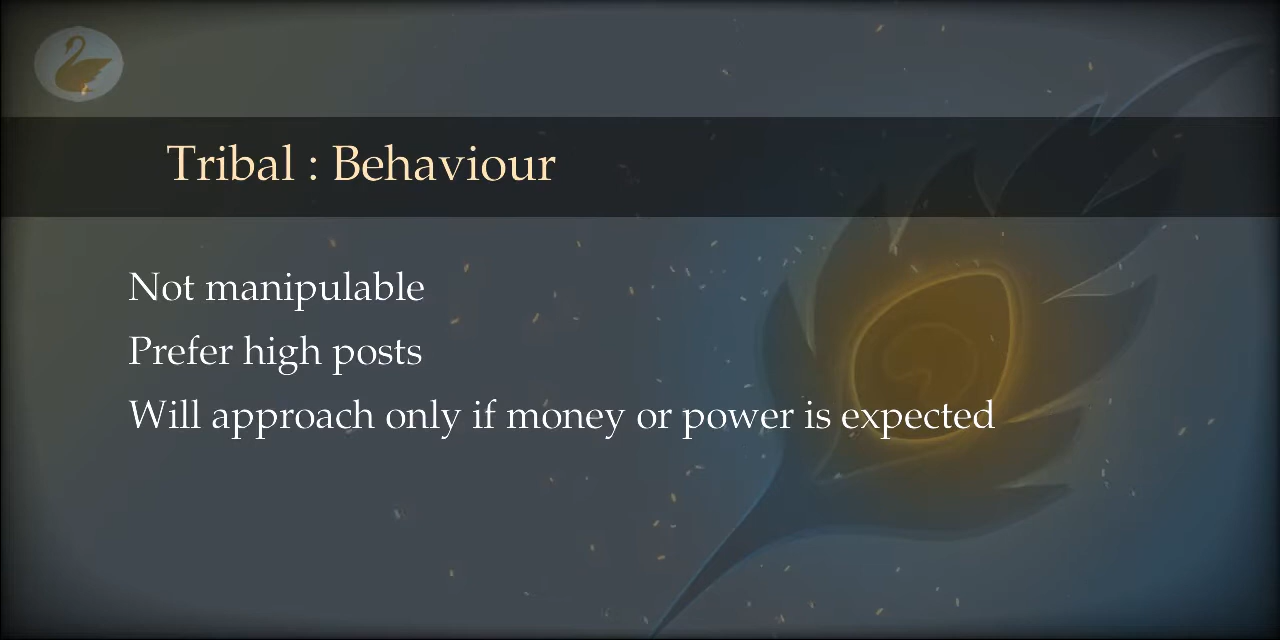 Tribal : Behaviour
Not manipulable
Prefer high posts
Will approach only if money or power is expected